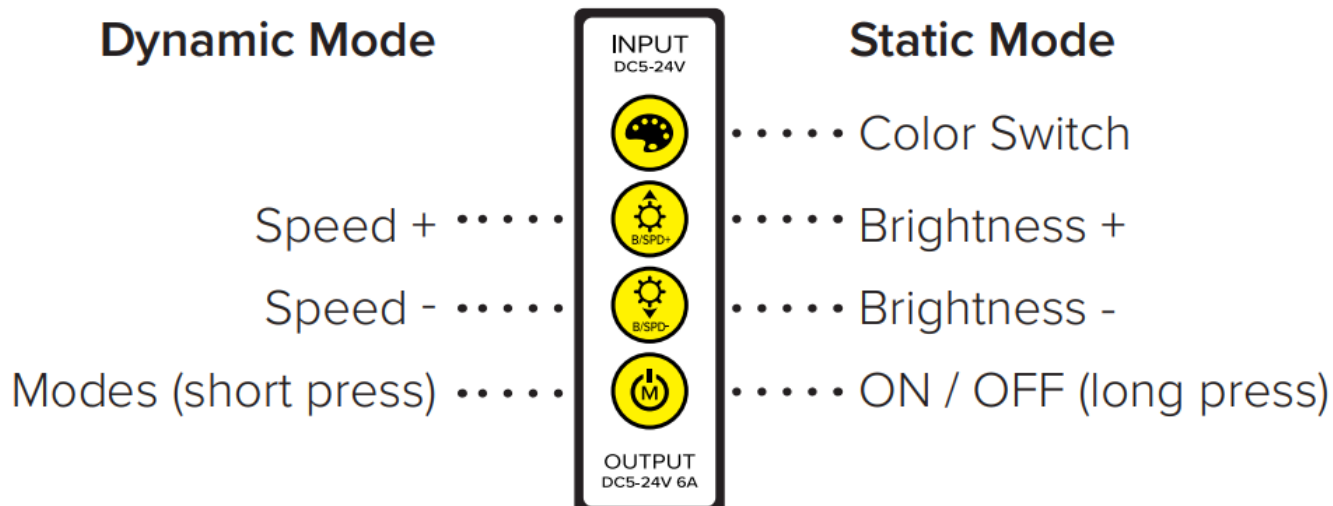 Dynamic Mode
INPUT
DC5-24V
Static Mode
Color Switch
Speed +
B/SPD+
Brightness +
Speed -
B/SPD-
Brightness -
Modes (short press)
M
ON / OFF (long press)
OUTPUT
DC5-24V 6A